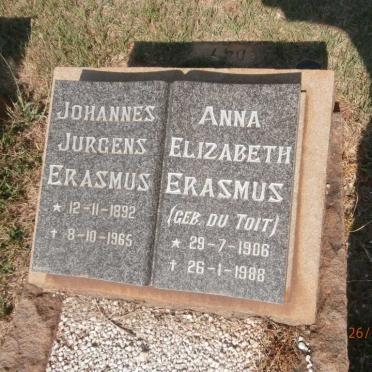 JOHANNES
JURGENS
ERASMUS
* 12-11-1892
† 8-10-1965
ANNA
ELIZABETH
ERASMUS
(GEB. DU TOIT)
* 29-7-1906
† 26-1-1988
26